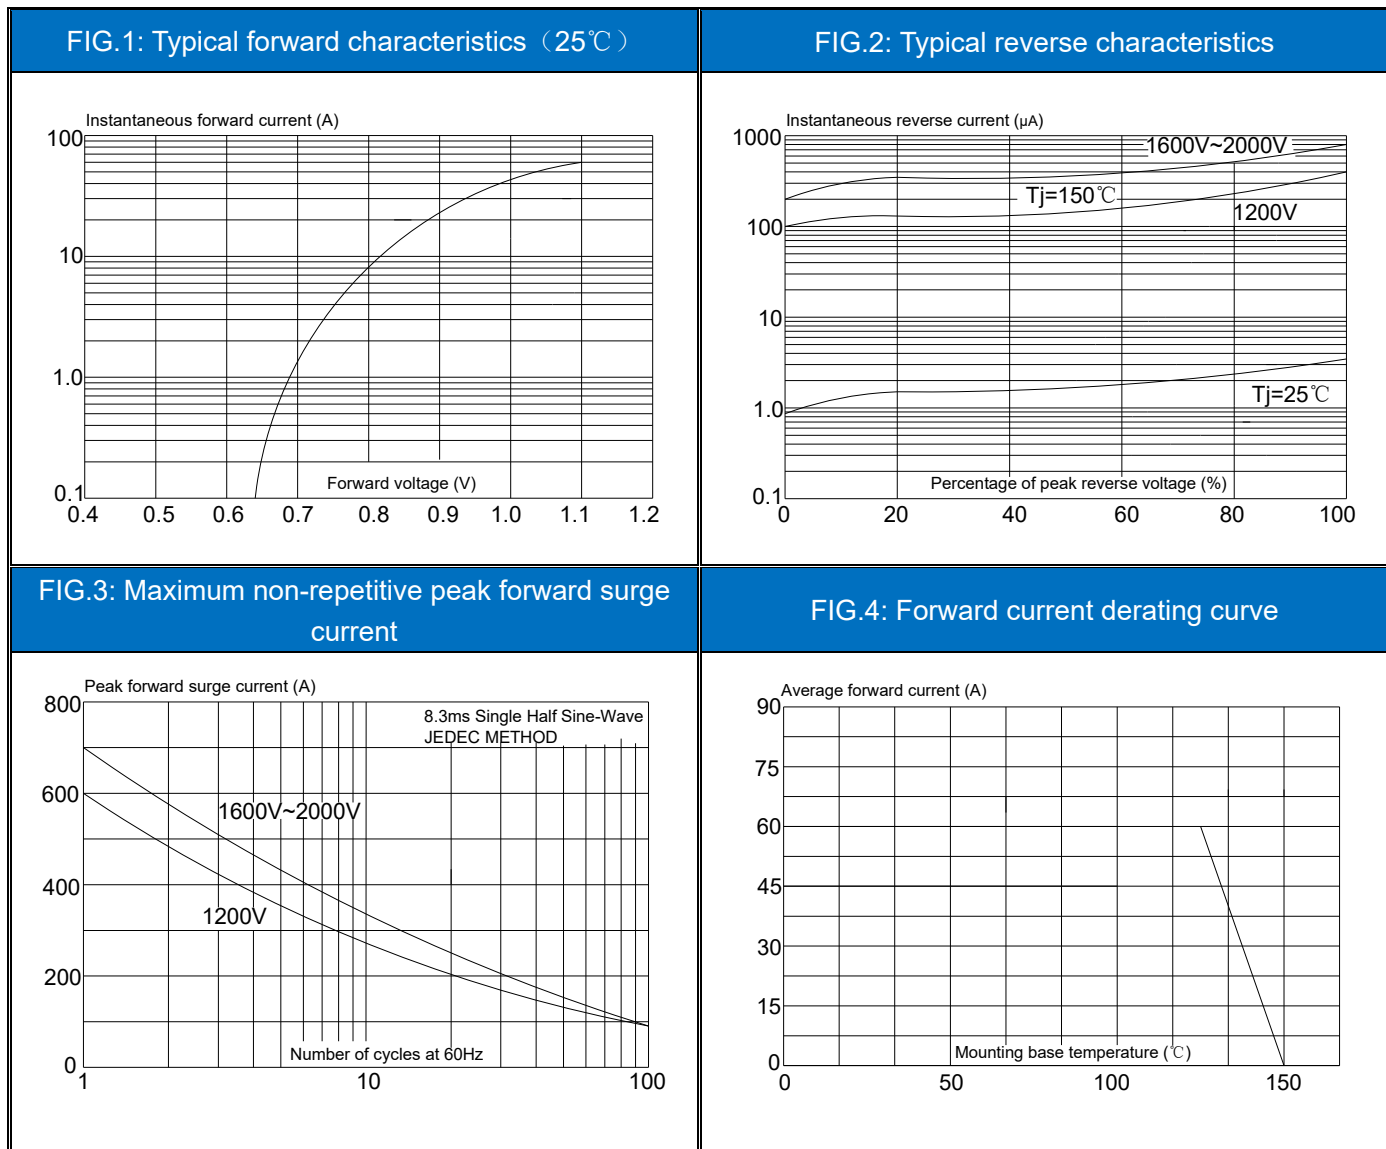 FIG.1: Typical forward characteristics（25℃）
Instantaneous forward current (A)
100
10
1.0
0.1
Forward voltage (V)
0.4 0.5 0.6 0.7 0.8 0.9 1.0 1.1 1.2
FIG.2: Typical reverse characteristics
Instantaneous reverse current (μA)
1000
1600V~2000V
Tj=150℃
1200V
100
10
Tj=25℃
1.0
0.1
Percentage of peak reverse voltage (%)
0 20 40 60 80 100
FIG.3: Maximum non-repetitive peak forward surge
current
Peak forward surge current (A)
800
8.3ms Single Half Sine-Wave
JEDEC METHOD
600
1600V~2000V
400
1200V
200
0
Number of cycles at 60Hz
1 10 100
FIG.4: Forward current derating curve
Average forward current (A)
90
75
60
45
30
15
0
Mounting base temperature (℃)
0 50 100 150